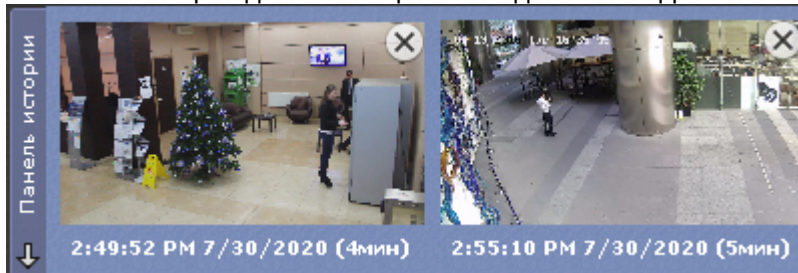 Панель истории
2:49:52 PM 7/30/2020 (4мин)
2:55:10 PM 7/30/2020 (5мин)